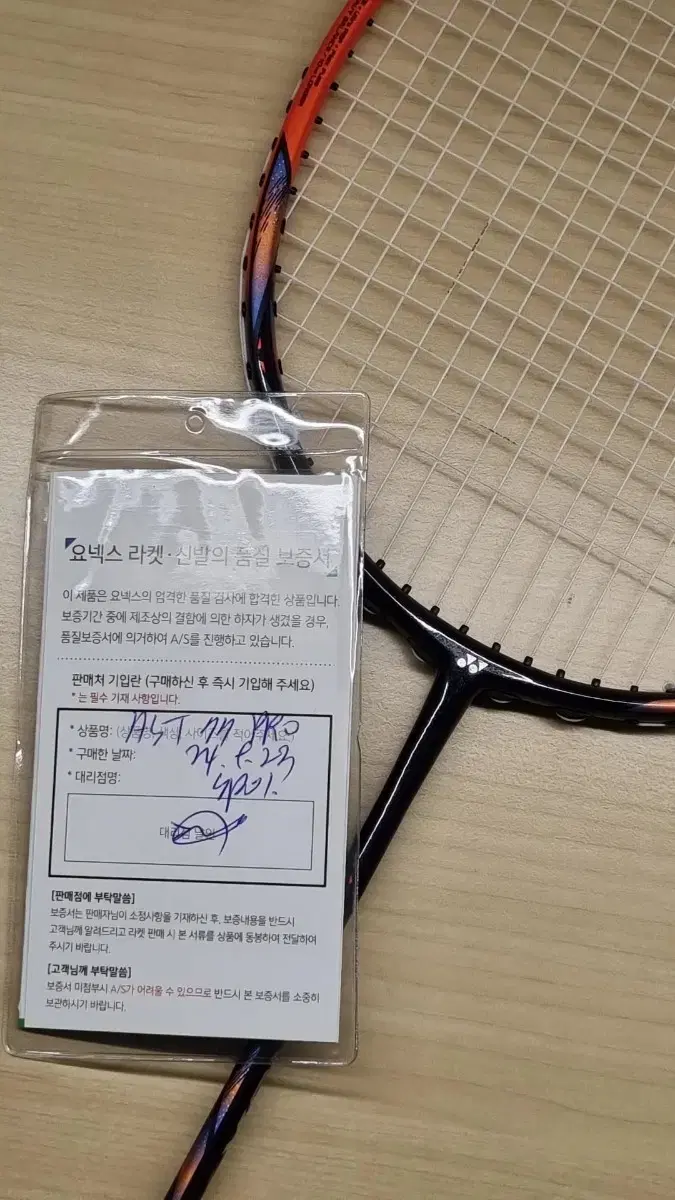 요넥스 라켓·신발의 품질 보증서
이 제품은 요넥스의 엄격한 품질 검사에 합격한 상품입니다.
보증기간 중에 제조상의 결함에 의한 하자가 생겼을 경우,
품질보증서에 의거하여 A/S를 진행하고 있습니다.
판매처 기입란 (구매하신 후 즉시 기입해 주세요)
* 는 필수 기재 사항입니다.
* 상품명: 77 PRO
* 구매한 날짜: 24. 8. 23
* 대리점명:
[판매점에 부탁말씀]
보증서는 판매자님이 소정사항을 기재하신 후, 보증내용을 반드시
고객님께 알려드리고 라켓 판매 시 본 서류를 상품에 동봉하여 전달하여
주시기 바랍니다.
[고객님께 부탁말씀]
보증서 미첨부시 A/S가 어려울 수 있으므로 반드시 본 보증서를 소중히
보관하시기 바랍니다.